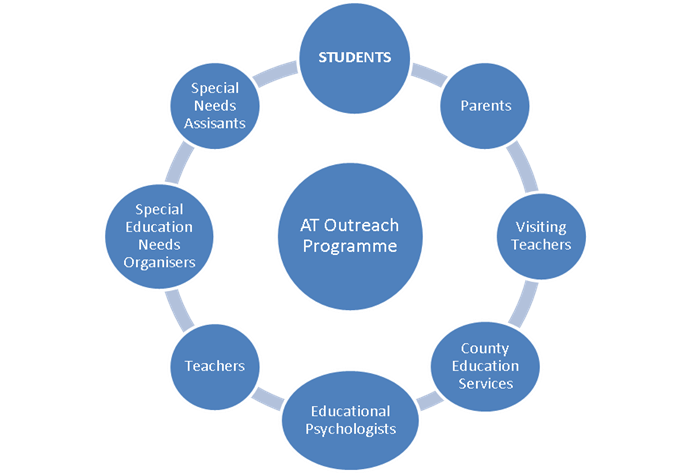 STUDENTS
Parents
Visiting
Teachers
County
Education
Services
Educational
Psychologists
Teachers
Special
Education
Needs
Organisers
Special
Needs
Assisants
AT Outreach
Programme